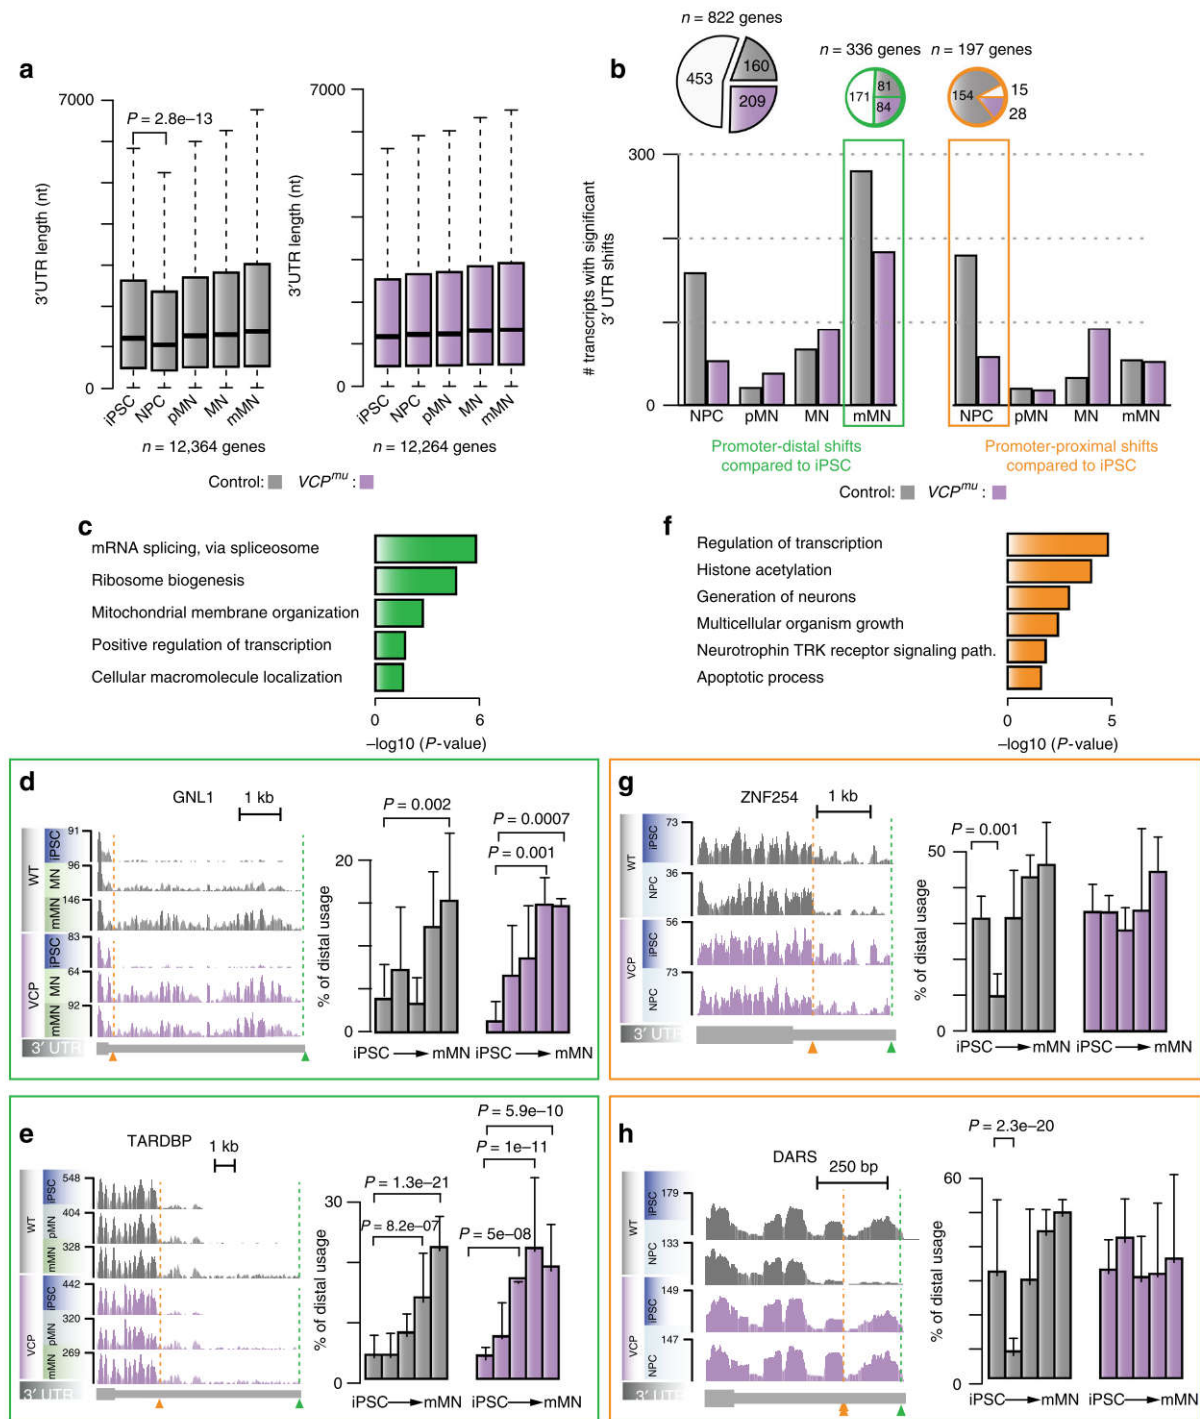 a
7000
P = 2.8e–13
3′UTR length (nt)
0
iPSC
NPC
pMN
MN
mMN
n = 12,364 genes
7000
3′UTR length (nt)
0
iPSC
NPC
pMN
MN
mMN
n = 12,264 genes
Control:
VCPmu :
b
n = 822 genes
453
160
209
n = 336 genes
171
81
84
n = 197 genes
154
15
28
# transcripts with significant
3′ UTR shifts
300
0
NPC pMN MN mMN
NPC pMN MN mMN
Promoter-distal shifts
compared to iPSC
Promoter-proximal shifts
compared to iPSC
Control:
VCPmu :
c
mRNA splicing, via spliceosome
Ribosome biogenesis
Mitochondrial membrane organization
Positive regulation of transcription
Cellular macromolecule localization
0 6
–log10 (P-value)
f
Regulation of transcription
Histone acetylation
Generation of neurons
Multicellular organism growth
Neurotrophin TRK receptor signaling path.
Apoptotic process
0 5
–log10 (P-value)
d
GNL1
1 kb
WT
iPSC
91
MN
96
mMN
146
VCP
iPSC
83
MN
64
mMN
92
3′ UTR
% of distal usage
20
0
P = 0.002
P = 0.0007
P = 0.001
iPSC mMN
iPSC mMN
g
ZNF254
1 kb
WT
iPSC
73
NPC
36
VCP
iPSC
56
NPC
73
3′ UTR
% of distal usage
50
0
P = 0.001
iPSC mMN
iPSC mMN
e
TARDBP
1 kb
WT
iPSC
548
pMN
404
mMN
328
VCP
iPSC
442
pMN
320
mMN
269
3′ UTR
% of distal usage
30
0
P = 1.3e–21
P = 8.2e–07
P = 5.9e–10
P = 1e–11
P = 5e–08
iPSC mMN
iPSC mMN
h
DARS
250 bp
WT
iPSC
179
NPC
133
VCP
iPSC
149
NPC
147
3′ UTR
% of distal usage
60
0
P = 2.3e–20
iPSC mMN
iPSC mMN